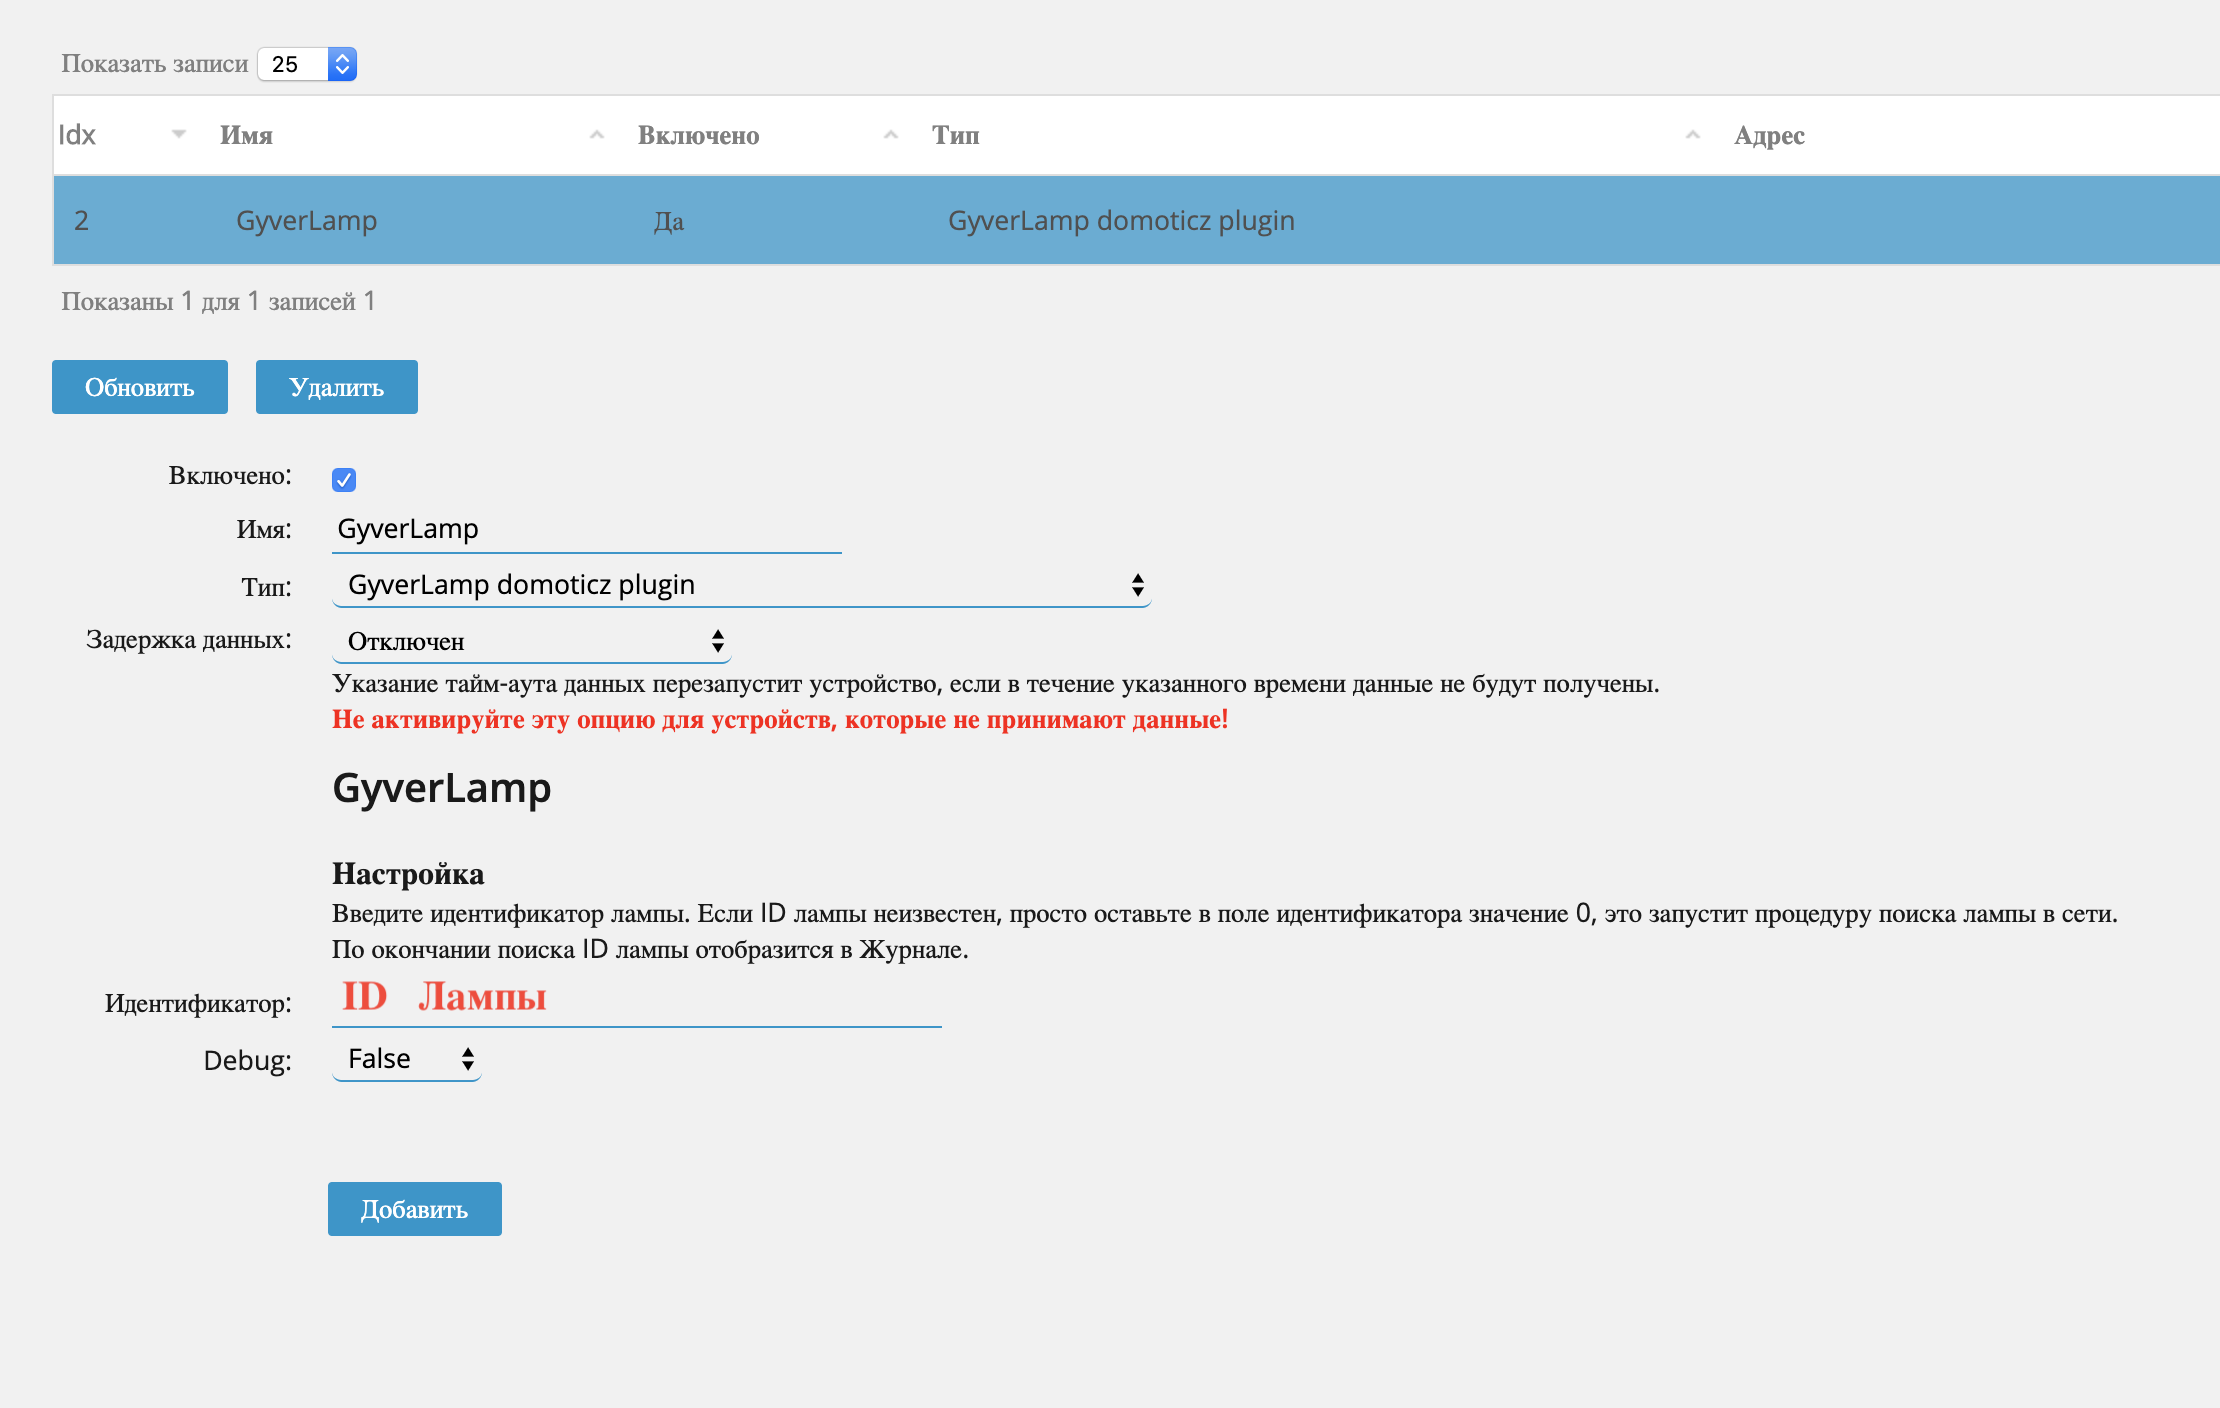 Показать записи 25
Idx Имя Включено Тип Адрес
2 GyverLamp Да GyverLamp domoticz plugin
Показаны 1 для 1 записей 1
Обновить Удалить
Включено:
Имя: GyverLamp
Тип: GyverLamp domoticz plugin
Задержка данных: Отключен
Указание тайм-аута данных перезапустит устройство, если в течение указанного времени данные не будут получены.
Не активируйте эту опцию для устройств, которые не принимают данные!
GyverLamp
Настройка
Введите идентификатор лампы. Если ID лампы неизвестен, просто оставьте в поле идентификатора значение 0, это запустит процедуру поиска лампы в сети.
По окончании поиска ID лампы отобразится в Журнале.
Идентификатор: ID Лампы
Debug: False
Добавить